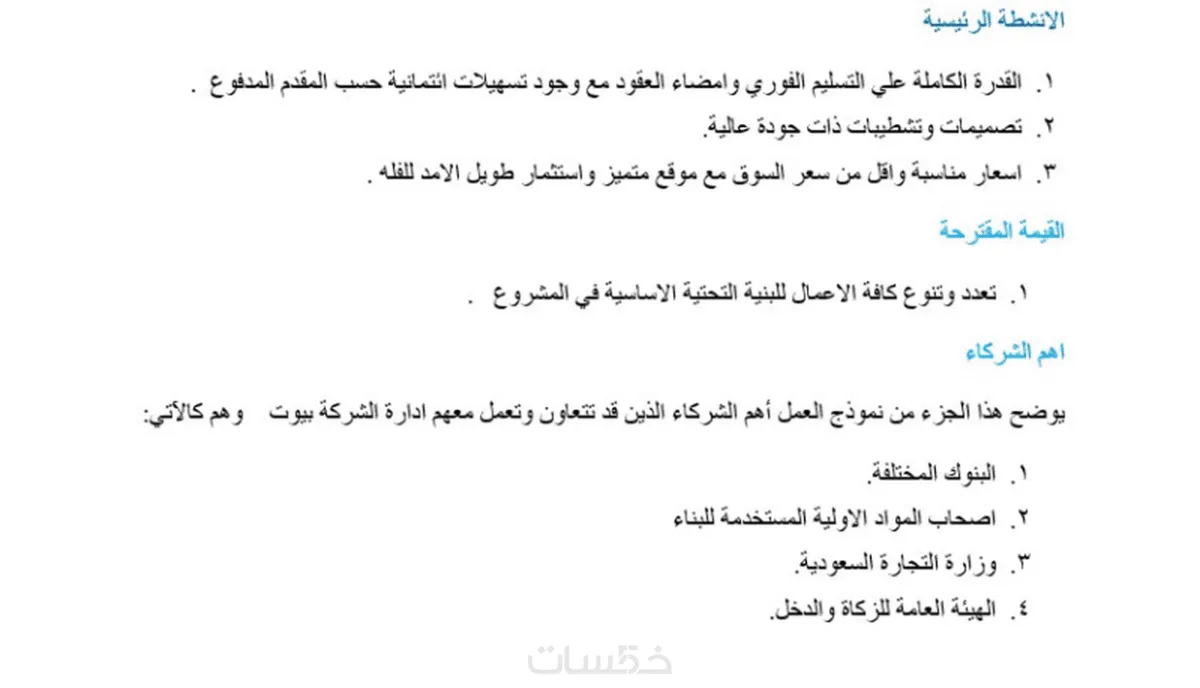 الانشطة الرئيسية
١. القدرة الكاملة علي التسليم الفوري وامضاء العقود مع وجود تسهيلات ائتمانية حسب المقدم المدفوع .
٢. تصميمات وتشطيبات ذات جودة عالية.
٣. اسعار مناسبة واقل من سعر السوق مع موقع متميز واستثمار طويل الامد للفله .
القيمة المقترحة
١. تعدد وتنوع كافة الاعمال للبنية التحتية الاساسية في المشروع .
اهم الشركاء
يوضح هذا الجزء من نموذج العمل أهم الشركاء الذين قد تتعاون وتعمل معهم ادارة الشركة بيوت وهم كالآتي:
١. البنوك المختلفة.
٢. اصحاب المواد الاولية المستخدمة للبناء
٣. وزارة التجارة السعودية.
٤. الهيئة العامة للزكاة والدخل.
خمسات